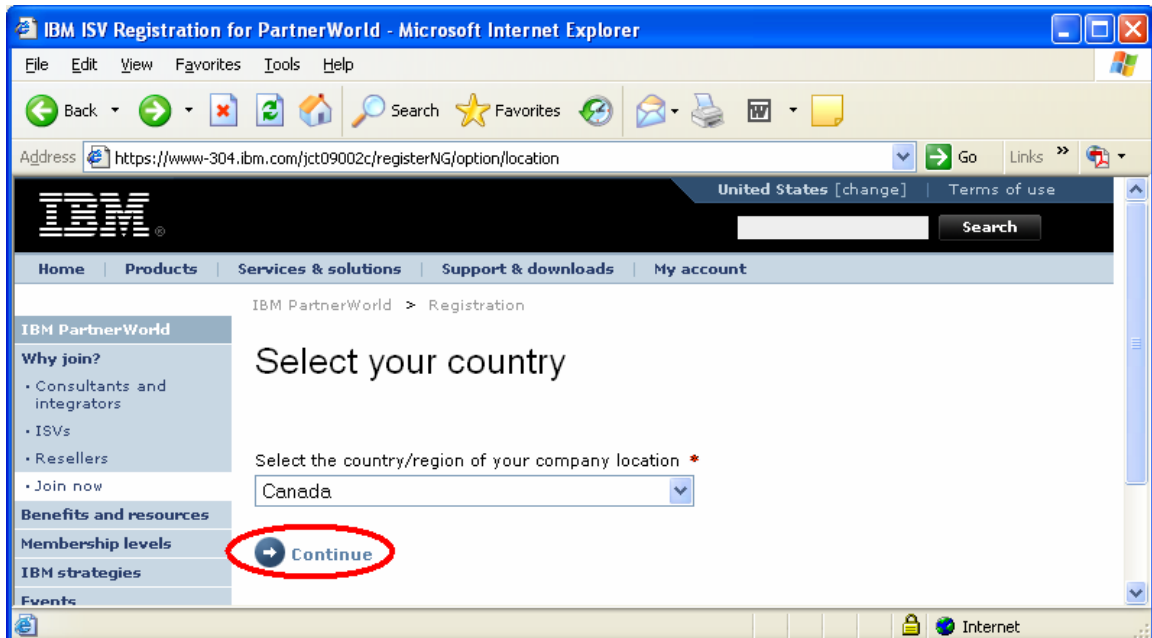 IBM ISV Registration for PartnerWorld - Microsoft Internet Explorer
File Edit View Favorites Tools Help
Back Search Favorites
Address https://www-304.ibm.com/jct09002c/registerNG/option/location Go Links »
United States [change] | Terms of use
IBM ®
Search
Home | Products | Services & solutions | Support & downloads | My account
IBM PartnerWorld > Registration
IBM PartnerWorld
Why join?
• Consultants and
integrators
• ISVs
• Resellers
• Join now
Benefits and resources
Membership levels
IBM strategies
Events
Select your country
Select the country/region of your company location *
Canada
Continue
Internet